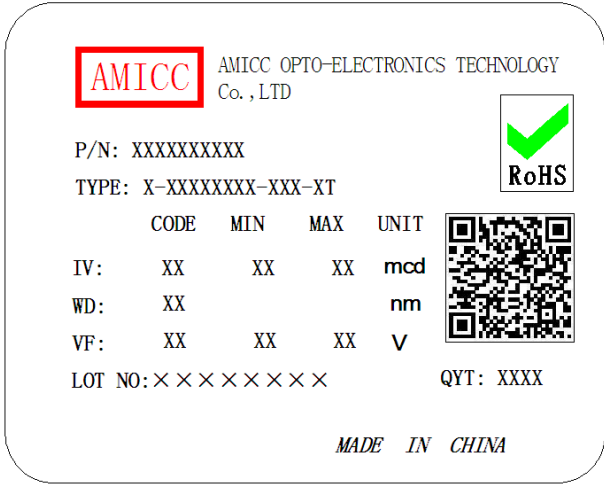 AMICC
AMICC OPTO-ELECTRONICS TECHNOLOGY
Co.,LTD
RoHS
P/N: XXXXXXXXXX
TYPE: X-XXXXXXXX-XXX-XT
CODE MIN MAX UNIT
IV: XX XX XX mcd
WD: XX nm
VF: XX XX XX V
LOT NO:×××××××× QYT: XXXX
MADE IN CHINA